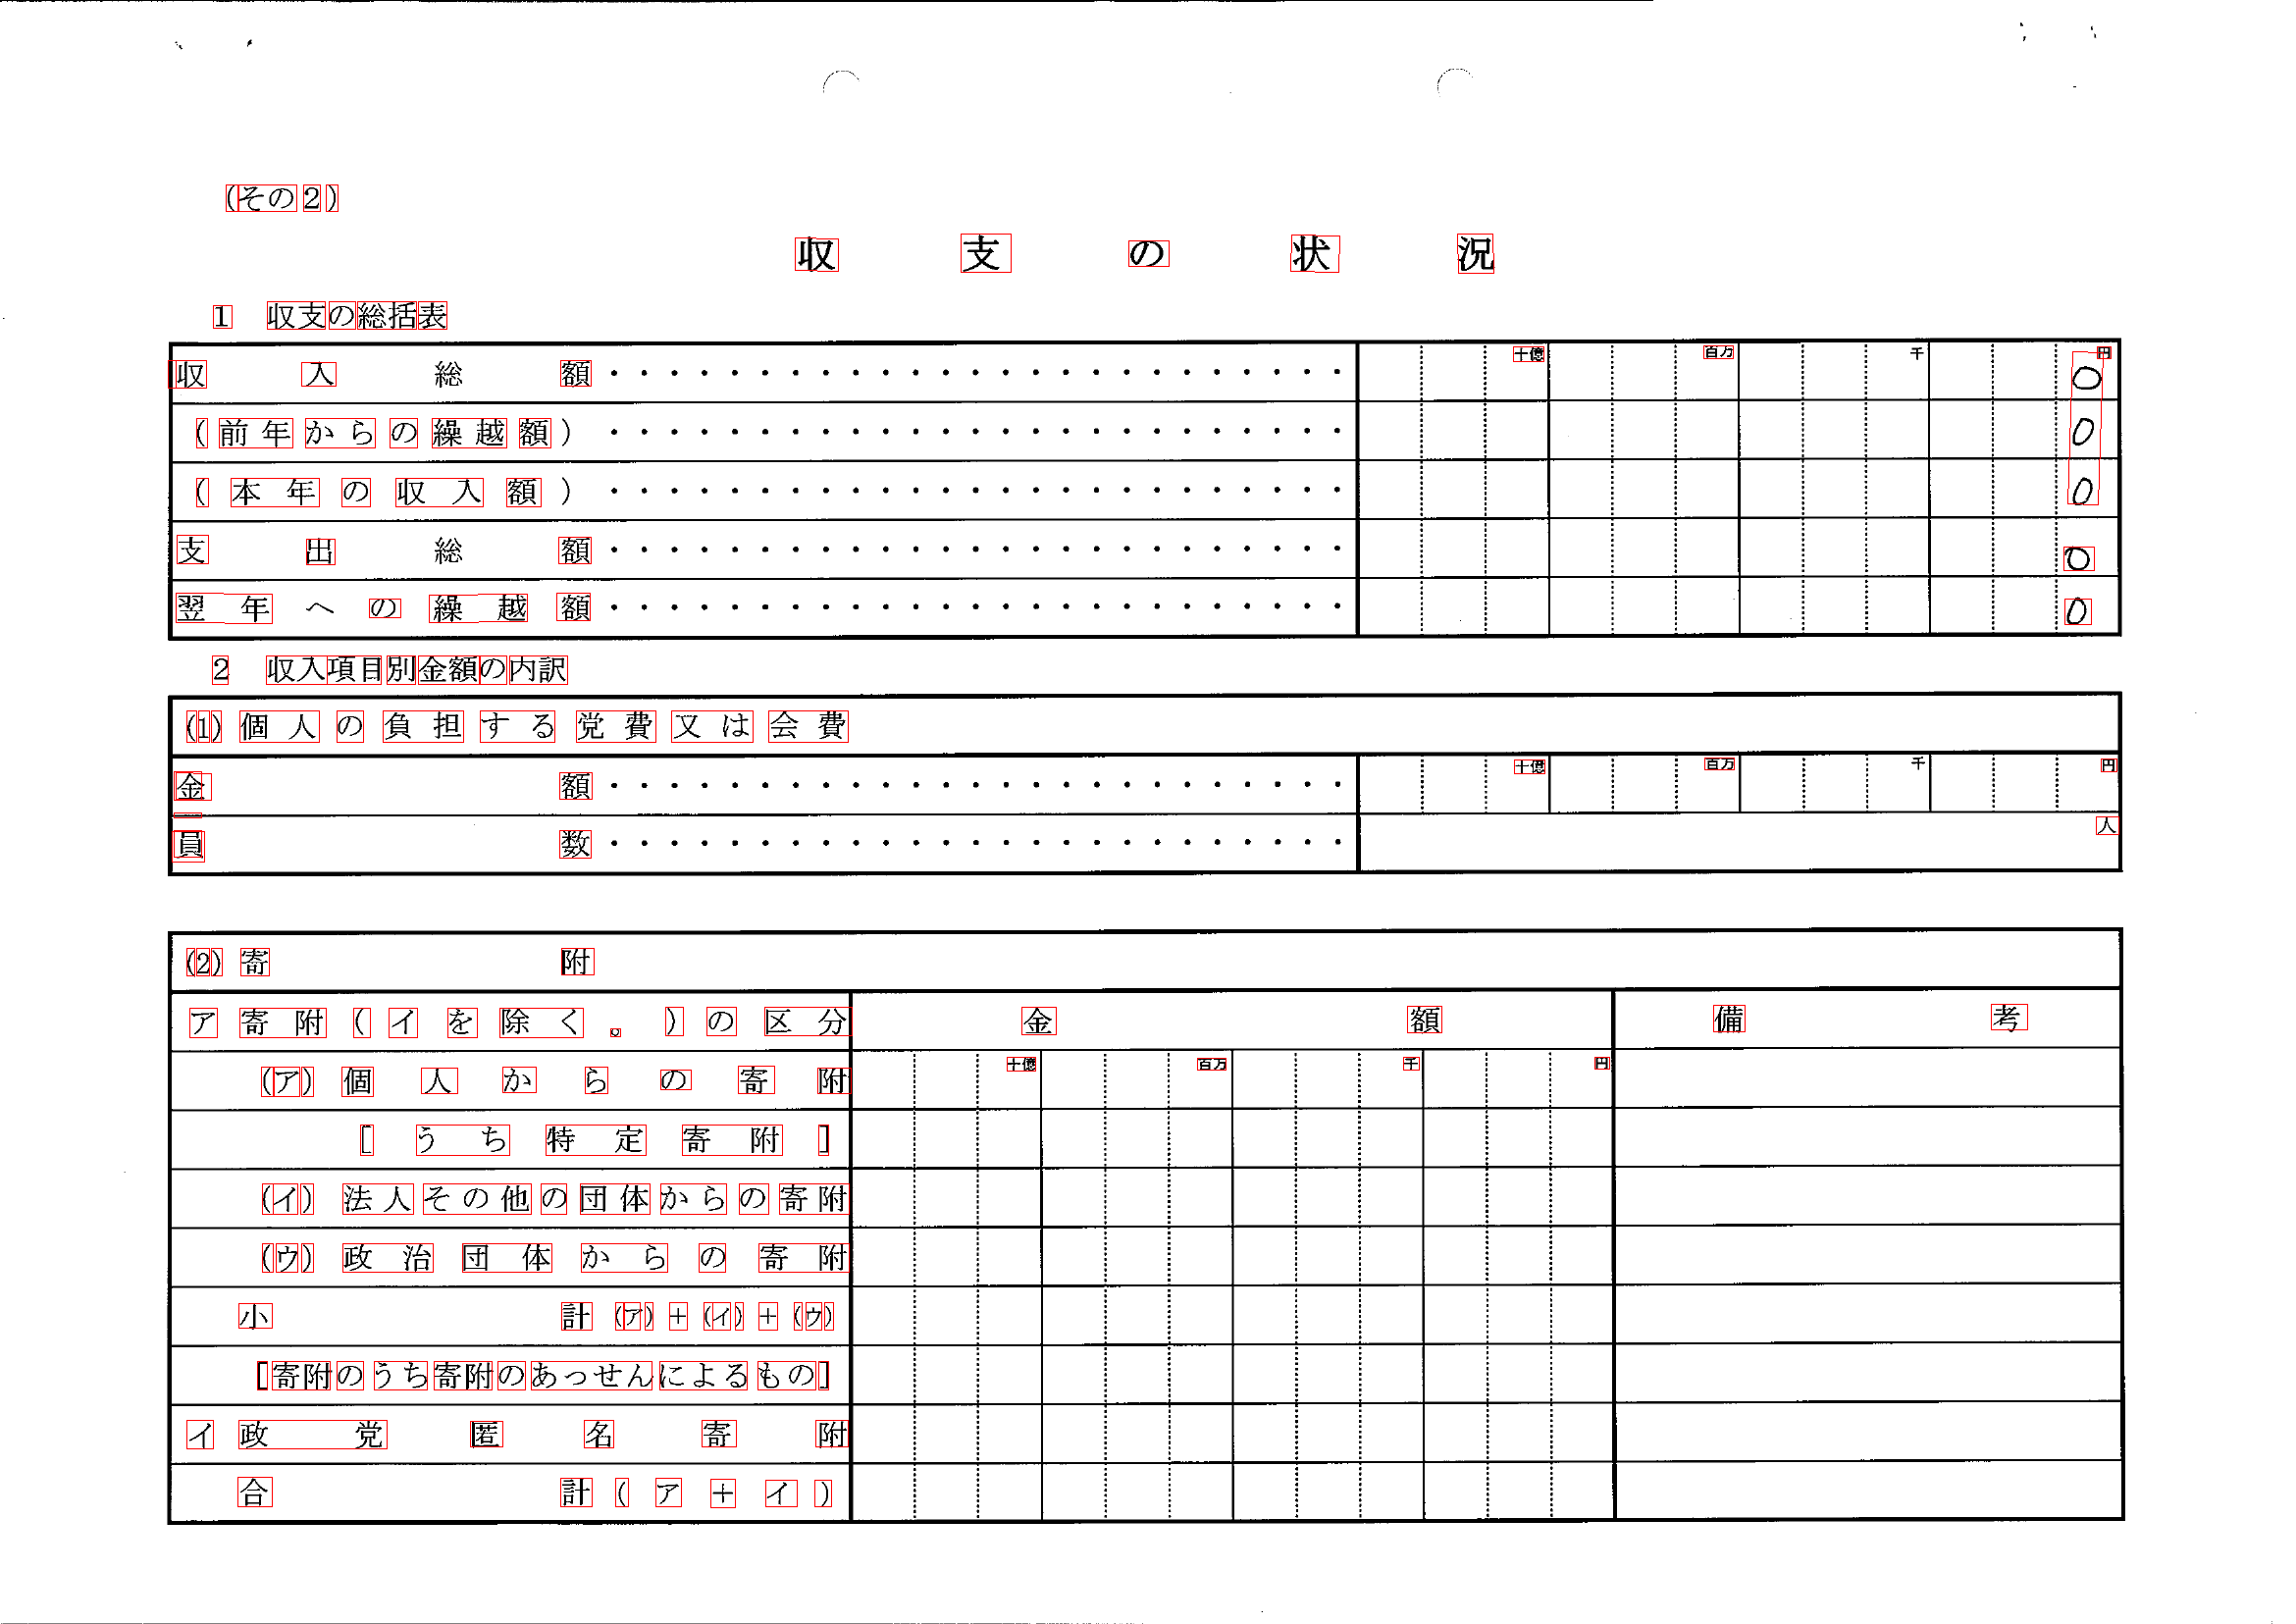 (その2)
収支の状況
1 収支の総括表
十億 百万 千 円
収入総額・・・・・・・・・・・・・・・・・・・・・・・・・ 0
(前年からの繰越額)・・・・・・・・・・・・・・・・・・・・・・・・・ 0
(本年の収入額)・・・・・・・・・・・・・・・・・・・・・・・・・ 0
支出総額・・・・・・・・・・・・・・・・・・・・・・・・・ 0
翌年への繰越額・・・・・・・・・・・・・・・・・・・・・・・・・ 0
2 収入項目別金額の内訳
(1)個人の負担する党費又は会費
金額・・・・・・・・・・・・・・・・・・・・・・・・・ 十億 百万 千 円
員数・・・・・・・・・・・・・・・・・・・・・・・・・ 人
(2)寄附
ア寄附(イを除く。)の区分 金額 備考
十億 百万 千 円
(ア)個人からの寄附
[うち特定寄附]
(イ)法人その他の団体からの寄附
(ウ)政治団体からの寄附
小計 (ア)+(イ)+(ウ)
[寄附のうち寄附のあっせんによるもの]
イ政党匿名寄附
合計(ア+イ)